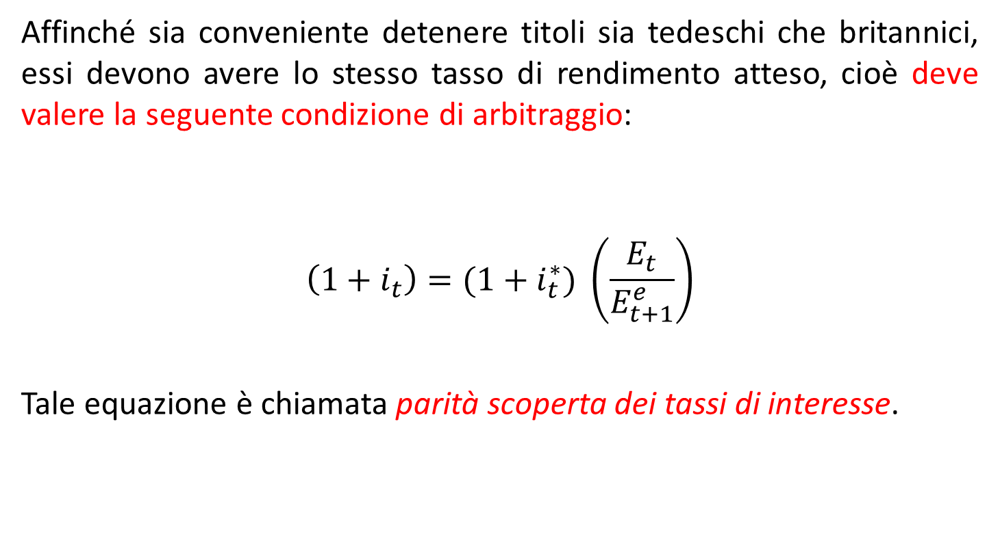 Affinché sia conveniente detenere titoli sia tedeschi che britannici,
essi devono avere lo stesso tasso di rendimento atteso, cioè deve
valere la seguente condizione di arbitraggio:
$(1 + i_t) = (1 + i_t^*) \left( \frac{E_t}{E_{t+1}^e} \right)$
Tale equazione è chiamata parità scoperta dei tassi di interesse.